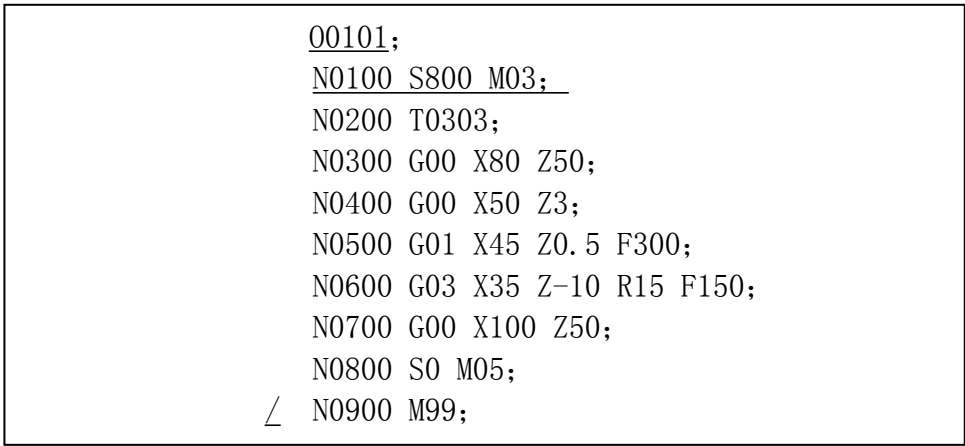 O0101；
N0100 S800 M03；
N0200 T0303；
N0300 G00 X80 Z50；
N0400 G00 X50 Z3；
N0500 G01 X45 Z0.5 F300；
N0600 G03 X35 Z-10 R15 F150；
N0700 G00 X100 Z50；
N0800 S0 M05；
/ N0900 M99；